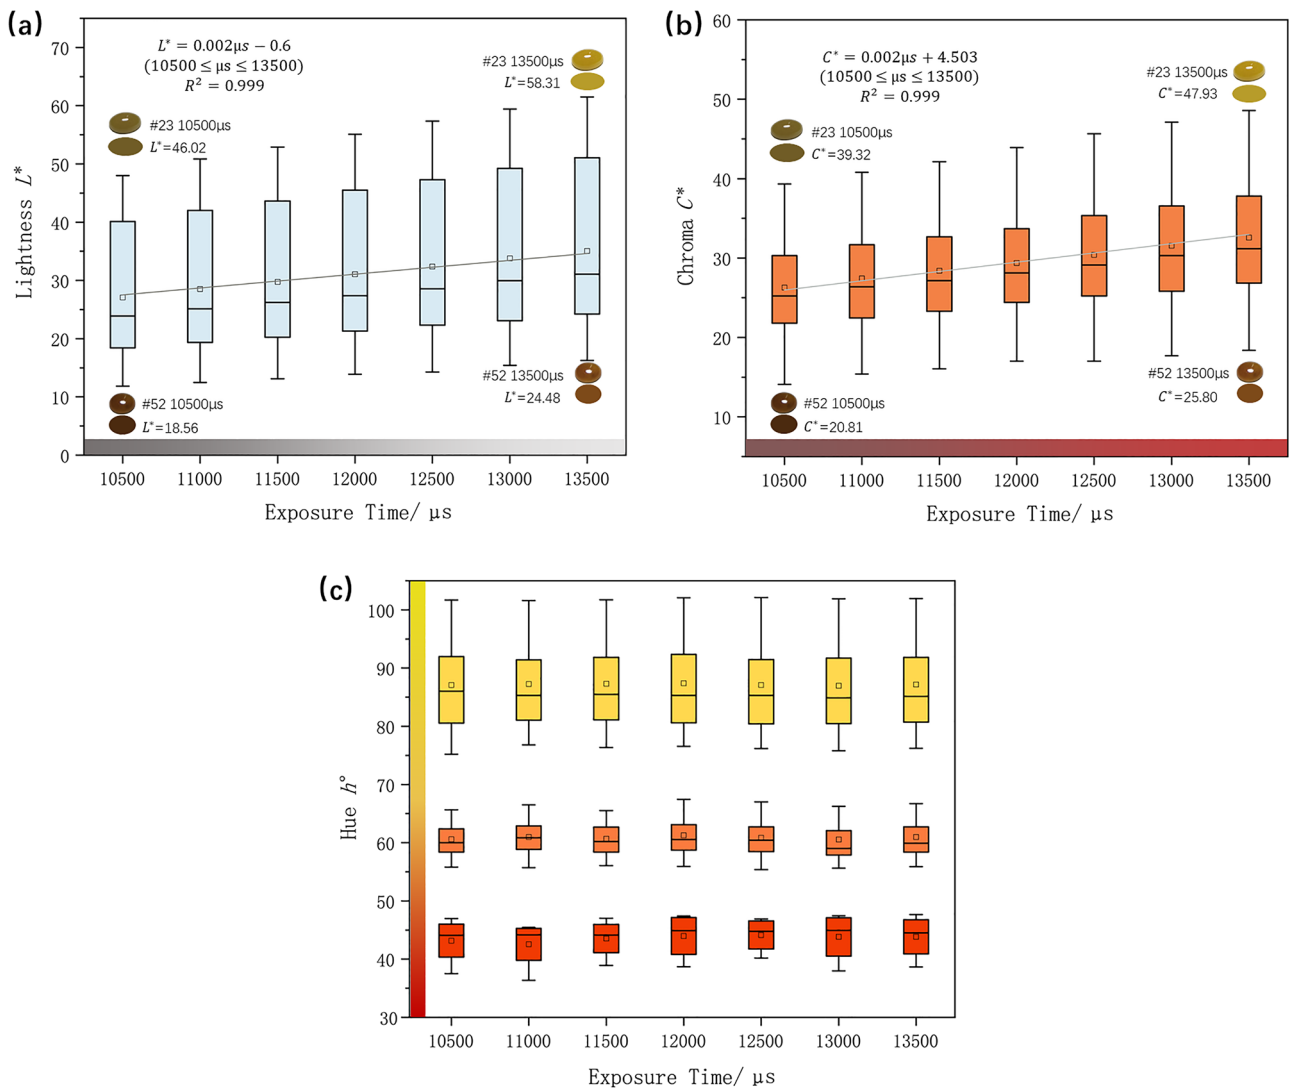 (a)
L* = 0.002μs − 0.6
(10500 ≤ μs ≤ 13500)
R² = 0.999
#23 13500μs
L*=58.31
#23 10500μs
L*=46.02
#52 13500μs
L*=24.48
#52 10500μs
L*=18.56
Lightness L*
70
60
50
40
30
20
10
0
10500 11000 11500 12000 12500 13000 13500
Exposure Time/ μs
(b)
C* = 0.002μs + 4.503
(10500 ≤ μs ≤ 13500)
R² = 0.999
#23 13500μs
C*=47.93
#23 10500μs
C*=39.32
#52 13500μs
C*=25.80
#52 10500μs
C*=20.81
Chroma C*
60
50
40
30
20
10
10500 11000 11500 12000 12500 13000 13500
Exposure Time/ μs
(c)
Hue h°
100
90
80
70
60
50
40
30
10500 11000 11500 12000 12500 13000 13500
Exposure Time/ μs